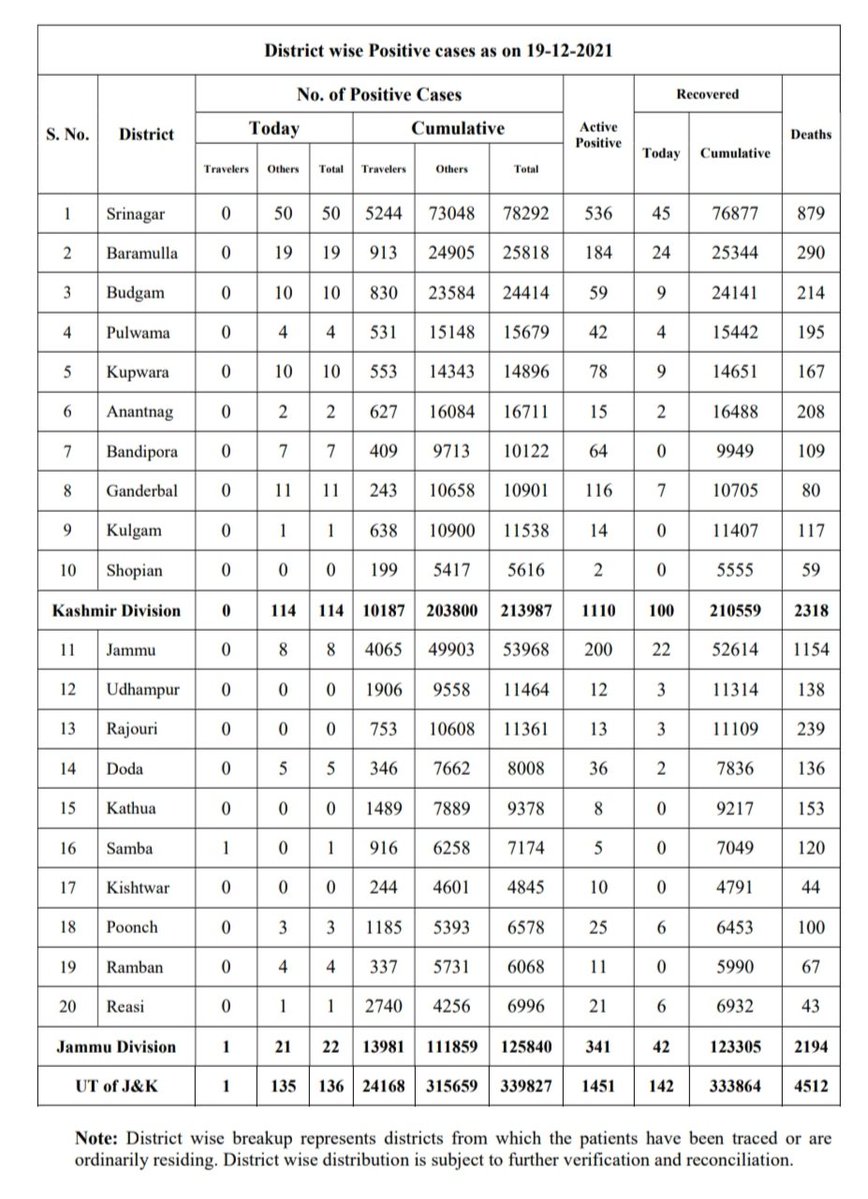 District wise Positive cases as on 19-12-2021
S. No. District No. of Positive Cases Active Positive Recovered Deaths
Today Cumulative Today Cumulative
Travelers Others Total Travelers Others Total
1 Srinagar 0 50 50 5244 73048 78292 536 45 76877 879
2 Baramulla 0 19 19 913 24905 25818 184 24 25344 290
3 Budgam 0 10 10 830 23584 24414 59 9 24141 214
4 Pulwama 0 4 4 531 15148 15679 42 4 15442 195
5 Kupwara 0 10 10 553 14343 14896 78 9 14651 167
6 Anantnag 0 2 2 627 16084 16711 15 2 16488 208
7 Bandipora 0 7 7 409 9713 10122 64 0 9949 109
8 Ganderbal 0 11 11 243 10658 10901 116 7 10705 80
9 Kulgam 0 1 1 638 10900 11538 14 0 11407 117
10 Shopian 0 0 0 199 5417 5616 2 0 5555 59
Kashmir Division 0 114 114 10187 203800 213987 1110 100 210559 2318
11 Jammu 0 8 8 4065 49903 53968 200 22 52614 1154
12 Udhampur 0 0 0 1906 9558 11464 12 3 11314 138
13 Rajouri 0 0 0 753 10608 11361 13 3 11109 239
14 Doda 0 5 5 346 7662 8008 36 2 7836 136
15 Kathua 0 0 0 1489 7889 9378 8 0 9217 153
16 Samba 1 0 1 916 6258 7174 5 0 7049 120
17 Kishtwar 0 0 0 244 4601 4845 10 0 4791 44
18 Poonch 0 3 3 1185 5393 6578 25 6 6453 100
19 Ramban 0 4 4 337 5731 6068 11 0 5990 67
20 Reasi 0 1 1 2740 4256 6996 21 6 6932 43
Jammu Division 1 21 22 13981 111859 125840 341 42 123305 2194
UT of J&K 1 135 136 24168 315659 339827 1451 142 333864 4512
Note: District wise breakup represents districts from which the patients have been traced or are
ordinarily residing. District wise distribution is subject to further verification and reconciliation.